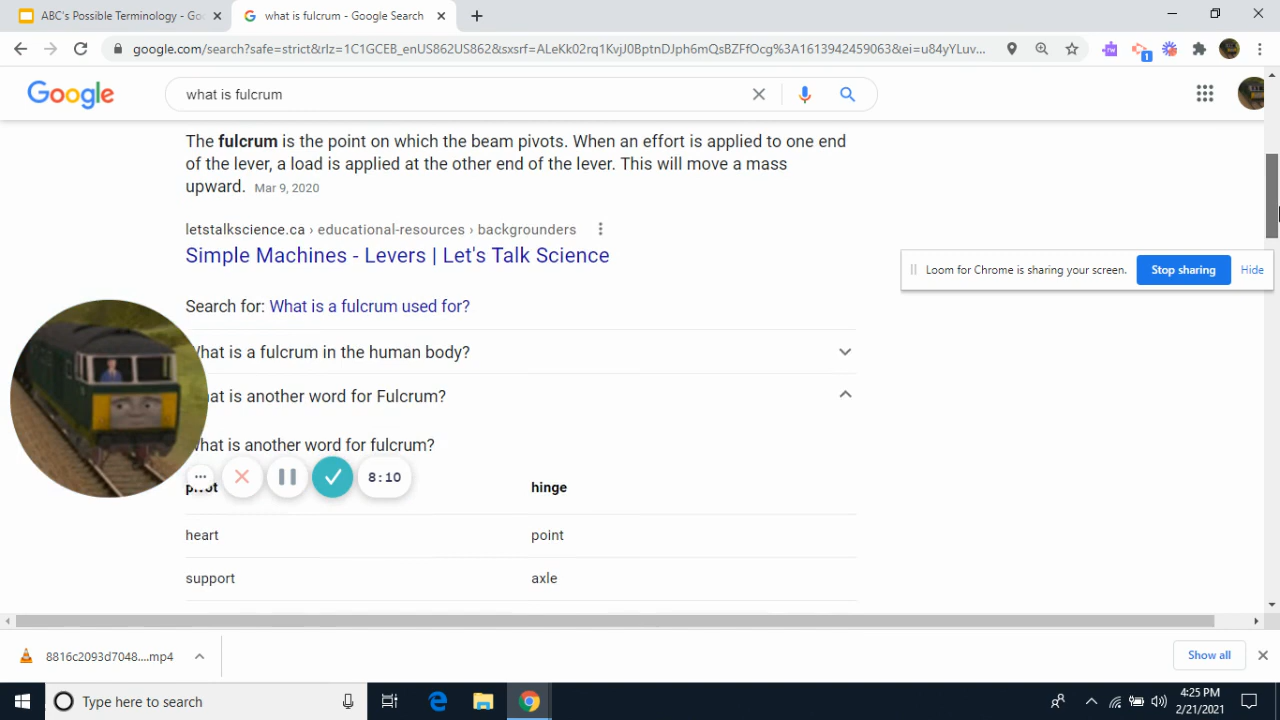 ABC's Possible Terminology - Go
what is fulcrum - Google Search
google.com/search?safe=strict&rlz=1C1GCEB_enUS862US862&sxsrf=ALeKk02rq1KvjJ0BptnDJph6mQsBZFfOcg%3A1613942459063&ei=u84yYLuv...
1
Google
what is fulcrum
The fulcrum is the point on which the beam pivots. When an effort is applied to one end
of the lever, a load is applied at the other end of the lever. This will move a mass
upward. Mar 9, 2020
letstalkscience.ca › educational-resources › backgrounders
Simple Machines - Levers | Let's Talk Science
Loom for Chrome is sharing your screen.
Stop sharing
Hide
Search for: What is a fulcrum used for?
What is a fulcrum in the human body?
at is another word for Fulcrum?
What is another word for fulcrum?
8:10
pivot hinge
heart point
support axle
8816c2093d7048....mp4
Show all
Type here to search
4:25 PM
2/21/2021